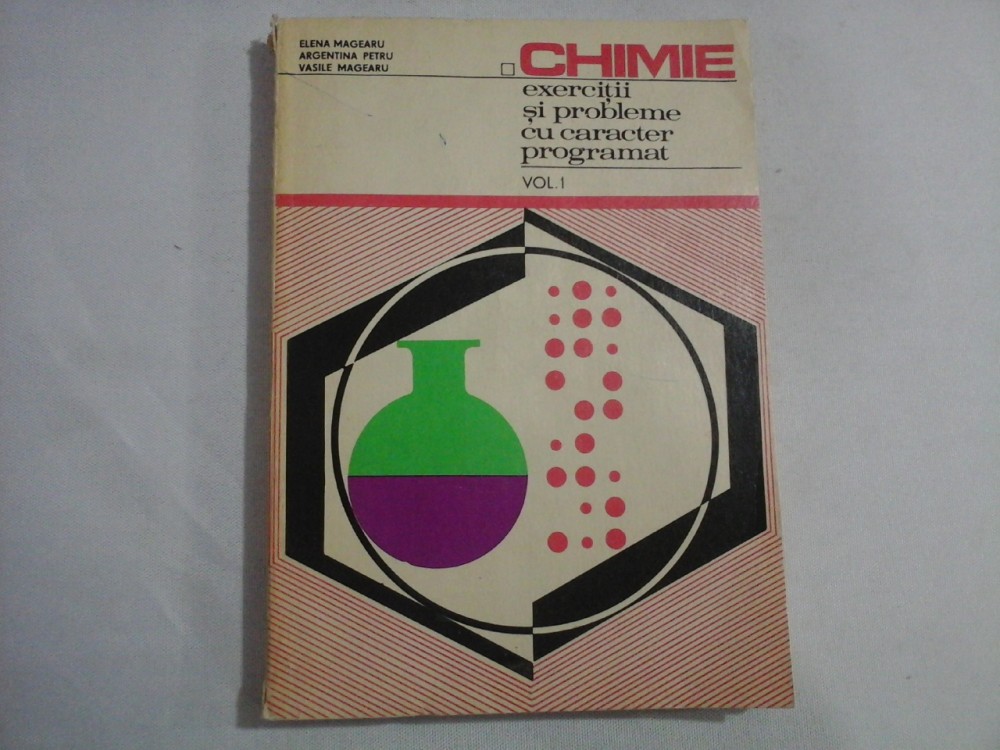 ELENA MAGEARU
ARGENTINA PETRU
VASILE MAGEARU
CHIMIE
exerciții
și probleme
cu caracter
programat
VOL.1